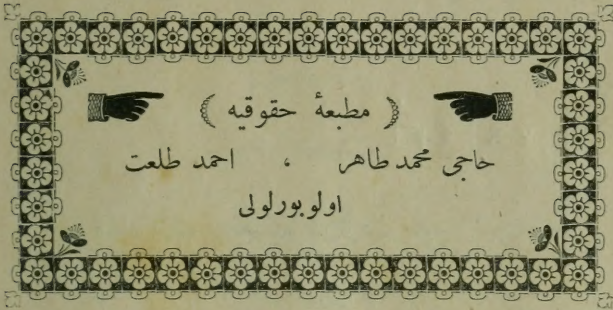 ﴿ مطبعهٔ حقوقیه ﴾
حاجی محمد طاهر ، احمد طلعت
اولوبورلولی